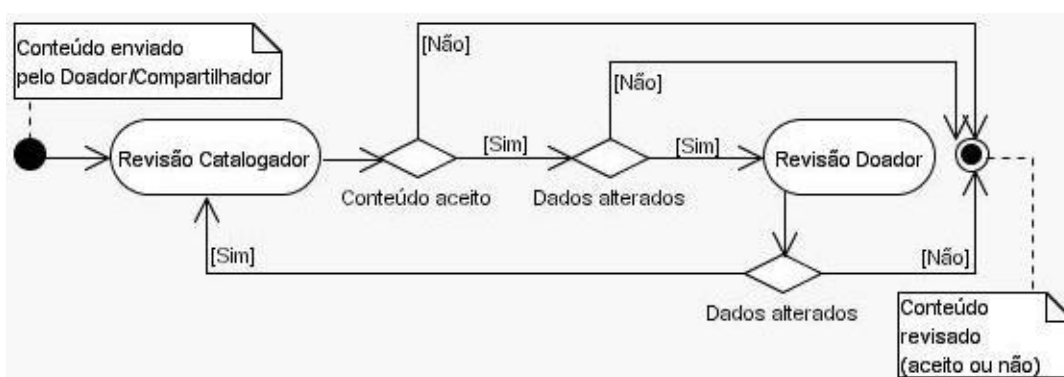 Conteúdo enviado
pelo Doador/Compartilhador
[Não]
[Não]
Revisão Catalogador
[Sim]
[Sim]
Revisão Doador
Conteúdo aceito
Dados alterados
[Sim]
[Não]
Dados alterados
Conteúdo
revisado
(aceito ou não)